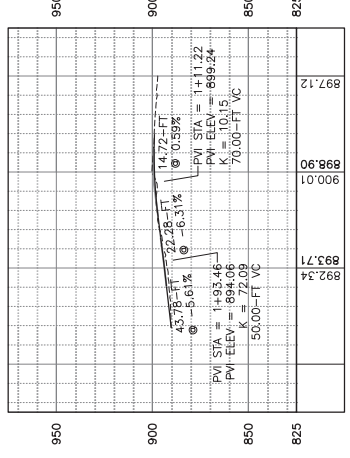 950
900
850
825
950
900
850
825
14.72-FT
@ 0.59%
PVI STA = 1+11.22
PVI ELEV = 899.24
K = 10.15
70.00-FT VC
22.28-FT
@ -6.31%
43.78-FT
@ -5.61%
PVI STA = 1+93.46
PVI ELEV = 894.06
K = 72.09
50.00-FT VC
897.12
898.90
900.01
893.71
892.34